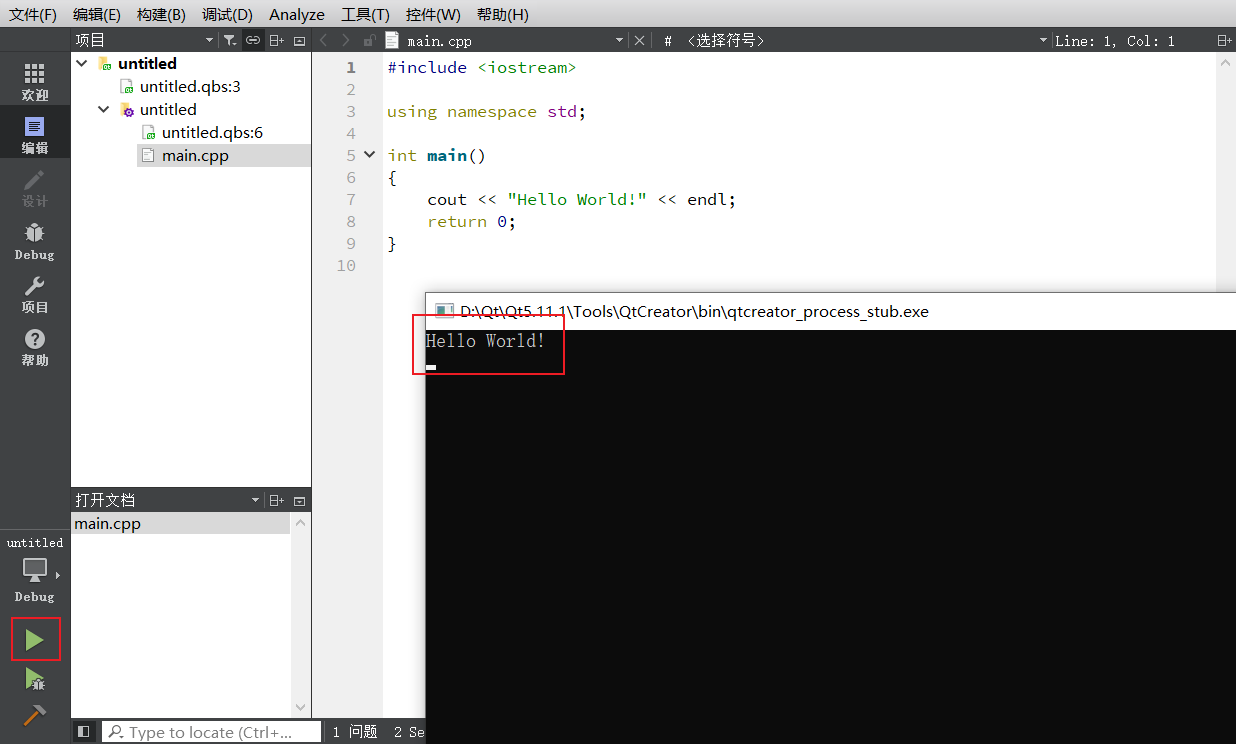 文件(F) 编辑(E) 构建(B) 调试(D) Analyze 工具(T) 控件(W) 帮助(H)
项目
main.cpp
# <选择符号>
Line: 1, Col: 1
欢迎
编辑
设计
Debug
项目
帮助
untitled
untitled.qbs:3
untitled
untitled.qbs:6
main.cpp
1 #include <iostream>
2
3 using namespace std;
4
5 int main()
6 {
7 cout << "Hello World!" << endl;
8 return 0;
9 }
10
D:\Qt\Qt5.11.1\Tools\QtCreator\bin\qtcreator_process_stub.exe
Hello World!
打开文档
main.cpp
untitled
Debug
Type to locate (Ctrl+...
1 问题 2 Se